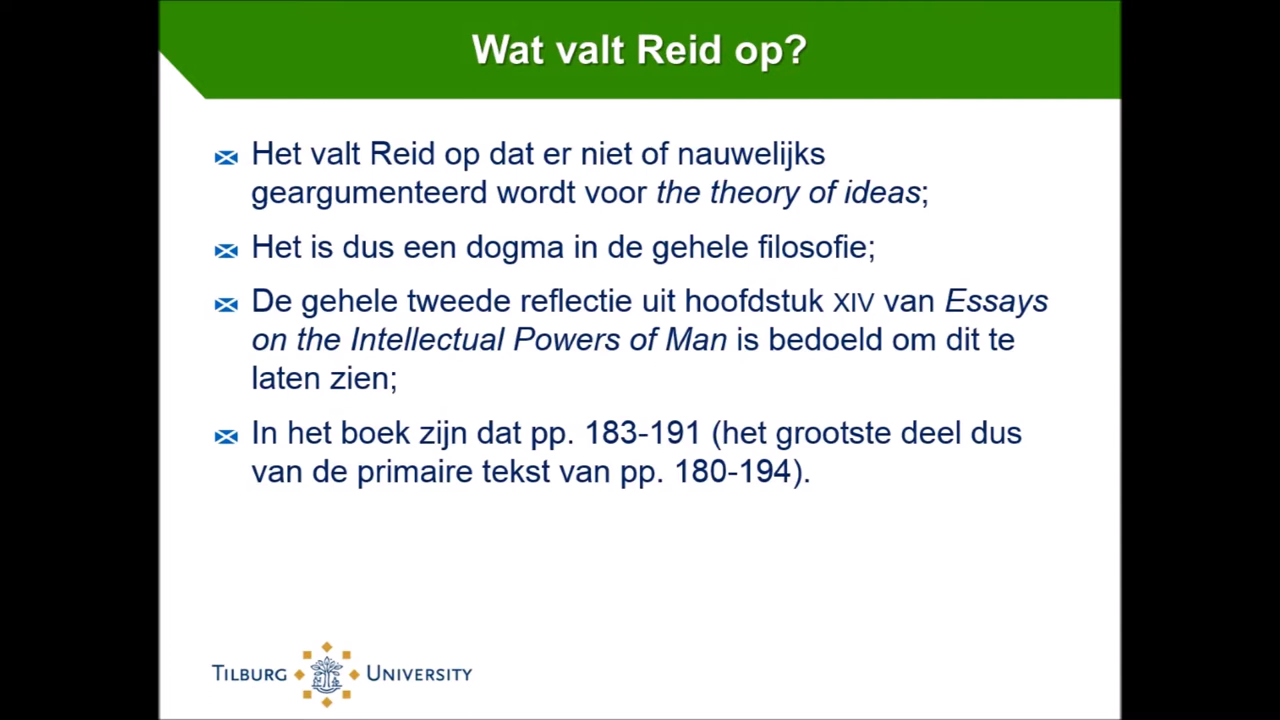 Wat valt Reid op?
Het valt Reid op dat er niet of nauwelijks
geargumenteerd wordt voor the theory of ideas;
Het is dus een dogma in de gehele filosofie;
De gehele tweede reflectie uit hoofdstuk XIV van Essays
on the Intellectual Powers of Man is bedoeld om dit te
laten zien;
In het boek zijn dat pp. 183-191 (het grootste deel dus
van de primaire tekst van pp. 180-194).
TILBURG UNIVERSITY